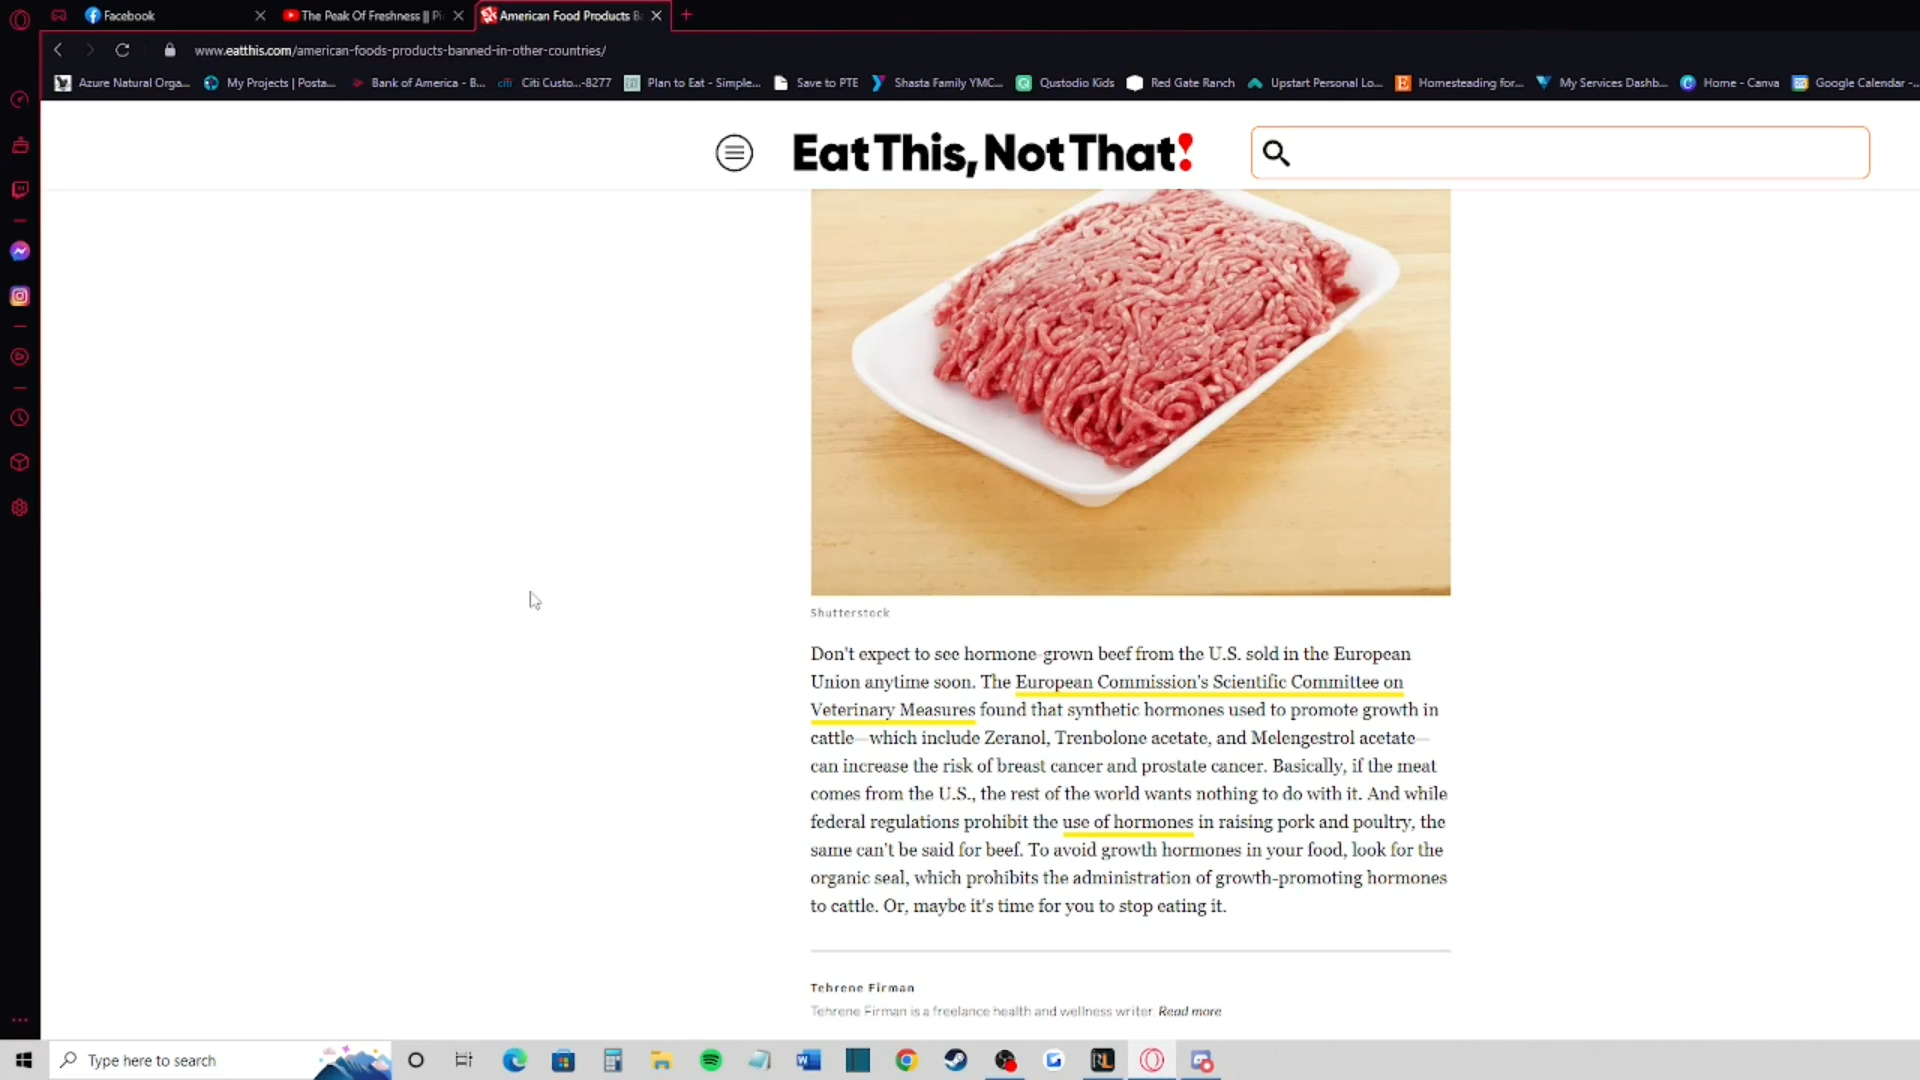 Facebook
The Peak Of Freshness || Pi
American Food Products B
www.eatthis.com/american-foods-products-banned-in-other-countries/
Azure Natural Orga...
My Projects | Posta...
Bank of America - B...
citi Citi Custo...-8277
Plan to Eat - Simple...
Save to PTE
Shasta Family YMC...
Qustodio Kids
Red Gate Ranch
Upstart Personal Lo...
Homesteading for...
My Services Dashb...
Home - Canva
Google Calendar -...
Eat This, Not That!
Shutterstock
Don't expect to see hormone-grown beef from the U.S. sold in the European
Union anytime soon. The European Commission's Scientific Committee on
Veterinary Measures found that synthetic hormones used to promote growth in
cattle—which include Zeranol, Trenbolone acetate, and Melengestrol acetate—
can increase the risk of breast cancer and prostate cancer. Basically, if the meat
comes from the U.S., the rest of the world wants nothing to do with it. And while
federal regulations prohibit the use of hormones in raising pork and poultry, the
same can't be said for beef. To avoid growth hormones in your food, look for the
organic seal, which prohibits the administration of growth-promoting hormones
to cattle. Or, maybe it's time for you to stop eating it.
Tehrene Firman
Tehrene Firman is a freelance health and wellness writer Read more
Type here to search